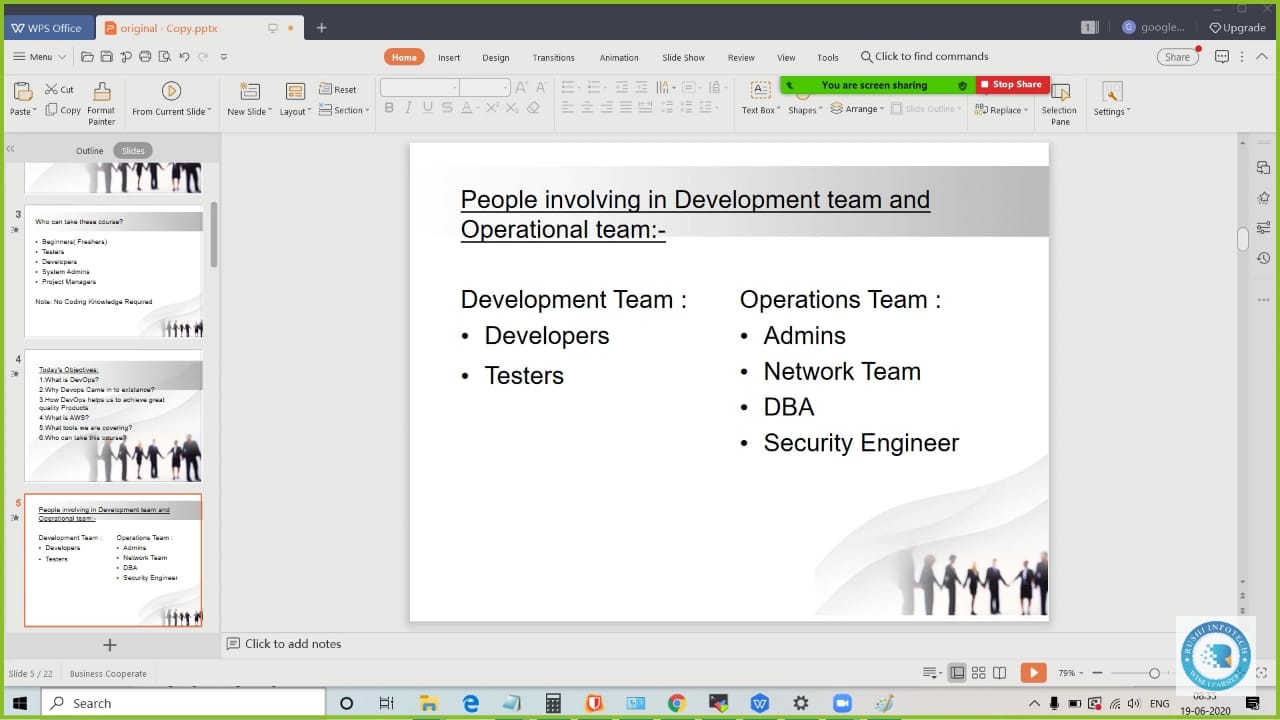 WPS Office
original - Copy.pptx
1
G google...
Upgrade
Menu
Home
Insert
Design
Transitions
Animation
Slide Show
Review
View
Tools
Click to find commands
Share
You are screen sharing
Stop Share
Paste
Cut
Copy
Format
Painter
From Current Slide
New Slide
Layout
Reset
Section
Text Box
Shapes
Arrange
Slide Outline
Replace
Selection
Pane
Settings
Outline
Slides
3
Who can take these course?
• Beginners( Freshers)
• Testers
• Developers
• System Admins
• Project Managers
Note: No Coding Knowledge Required
4
Today's Objectives:
1.What is DevOps?
2.Why Devops Came in to existance?
3.How DevOps helps us to achieve great
quality Products
4.What is AWS?
5.What tools we are covering?
6.Who can take this course?
5
People involving in Development team and
Operational team:-
Development Team :
• Developers
• Testers
Operations Team :
• Admins
• Network Team
• DBA
• Security Engineer
People involving in Development team and
Operational team:-
Development Team :
• Developers
• Testers
Operations Team :
• Admins
• Network Team
• DBA
• Security Engineer
Click to add notes
Slide 5 / 22
Business Cooperate
79%
RUSHI INFOTECH
WISE LEARNERZ
Search
ENG
08:35
19-06-2020